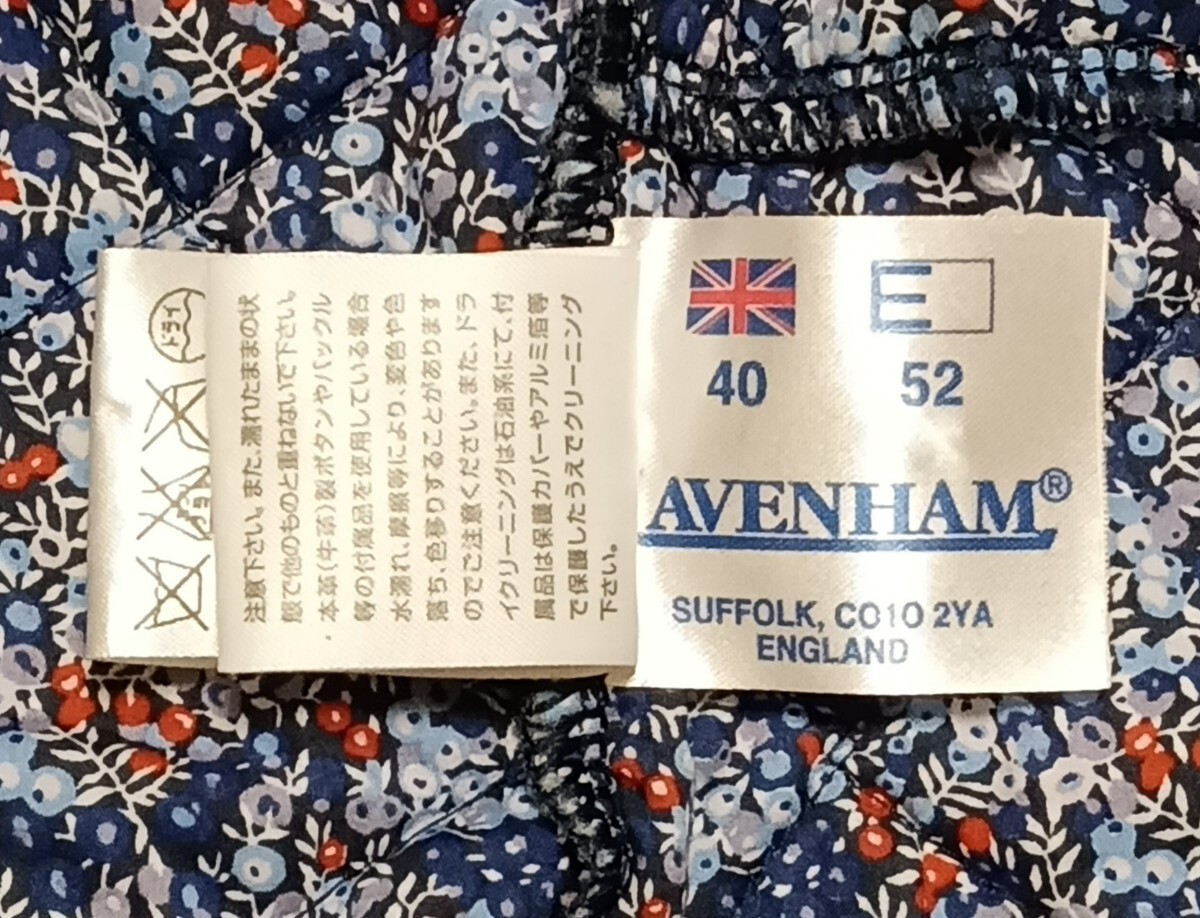 ドライ
注意下さい。また、濡れたままの状
態で他のものと重ねないで下さい。
・本革(牛革)製ボタンやバックル
等の付属品を使用している場合
水濡れ、摩擦等により、変色や色
落ち、色移りすることがあります
のでご注意ください。また、ドラ
イクリーニングは石油系にて、付
属品は保護カバーやアルミ箔等
で保護したうえでクリーニング
下さい。
E
40 52
AVENHAM®
SUFFOLK, CO10 2YA
ENGLAND